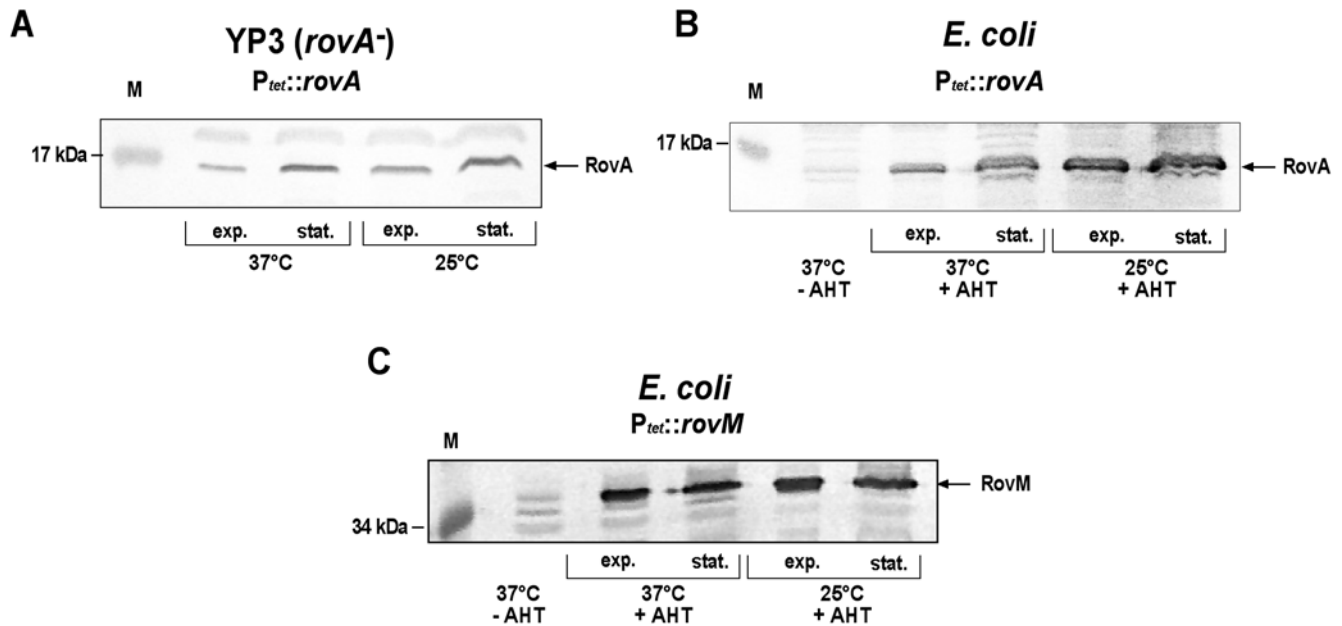 A
YP3 (rovA-)
Ptet::rovA
M
17 kDa
RovA
exp. stat. exp. stat.
37°C 25°C
B
E. coli
Ptet::rovA
M
17 kDa
RovA
exp. stat. exp. stat.
37°C 37°C 25°C
- AHT + AHT + AHT
C
E. coli
Ptet::rovM
M
RovM
34 kDa
exp. stat. exp. stat.
37°C 37°C 25°C
- AHT + AHT + AHT